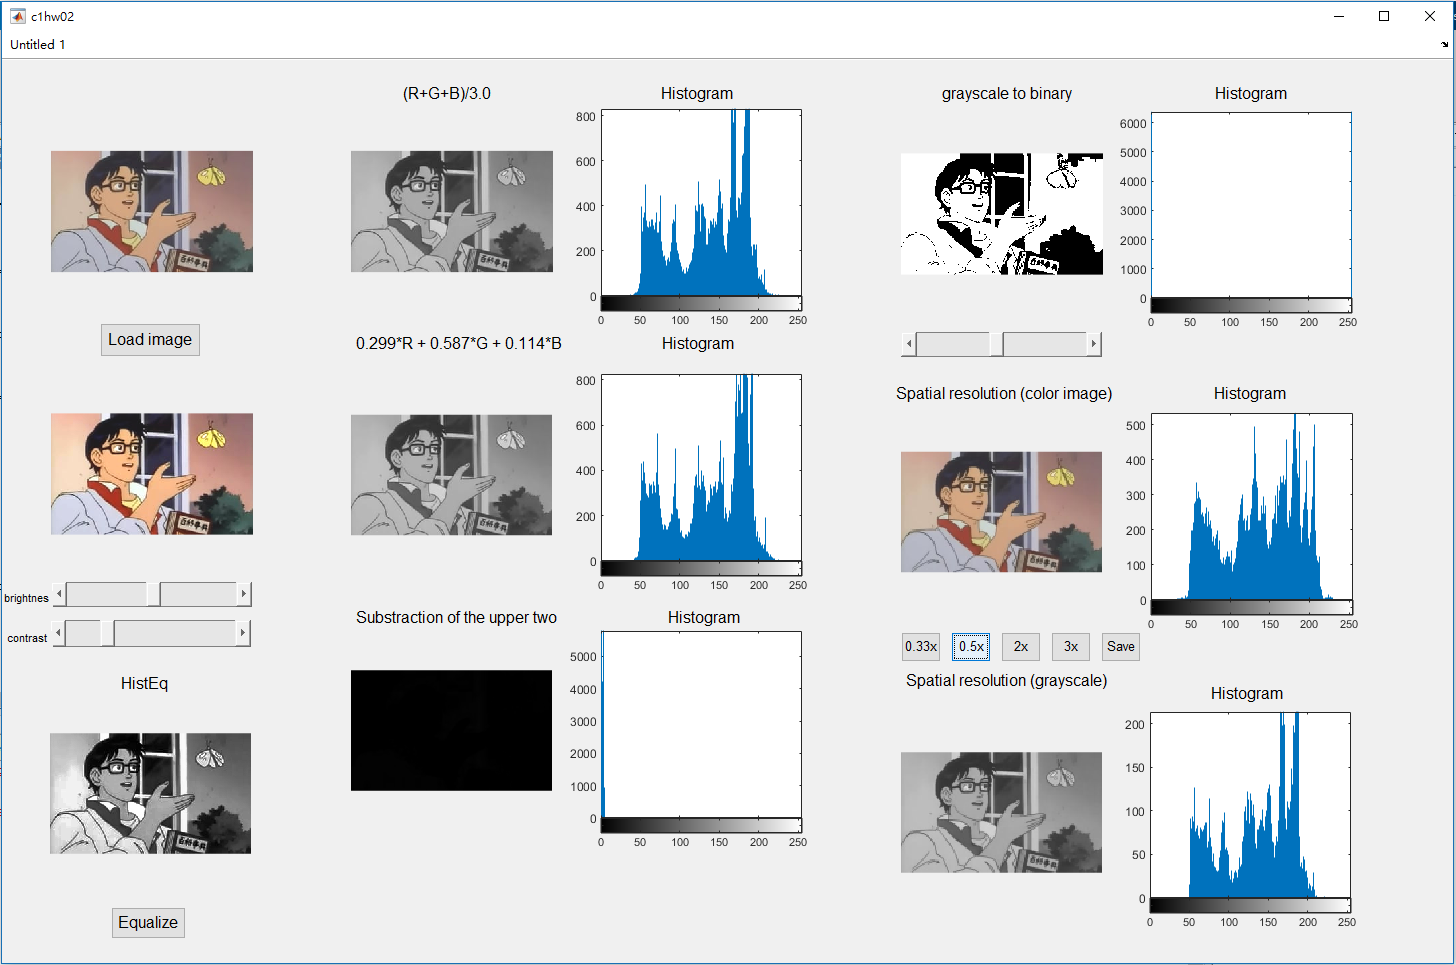 c1hw02
Untitled 1
(R+G+B)/3.0
Histogram
800
600
400
200
0
0 50 100 150 200 250
Load image
0.299*R + 0.587*G + 0.114*B
Histogram
800
600
400
200
0
0 50 100 150 200 250
brightnes
contrast
Substraction of the upper two
Histogram
5000
4000
3000
2000
1000
0
0 50 100 150 200 250
HistEq
Equalize
grayscale to binary
Histogram
6000
5000
4000
3000
2000
1000
0
0 50 100 150 200 250
Spatial resolution (color image)
Histogram
500
400
300
200
100
0
0 50 100 150 200 250
0.33x 0.5x 2x 3x Save
Spatial resolution (grayscale)
Histogram
200
150
100
50
0
0 50 100 150 200 250